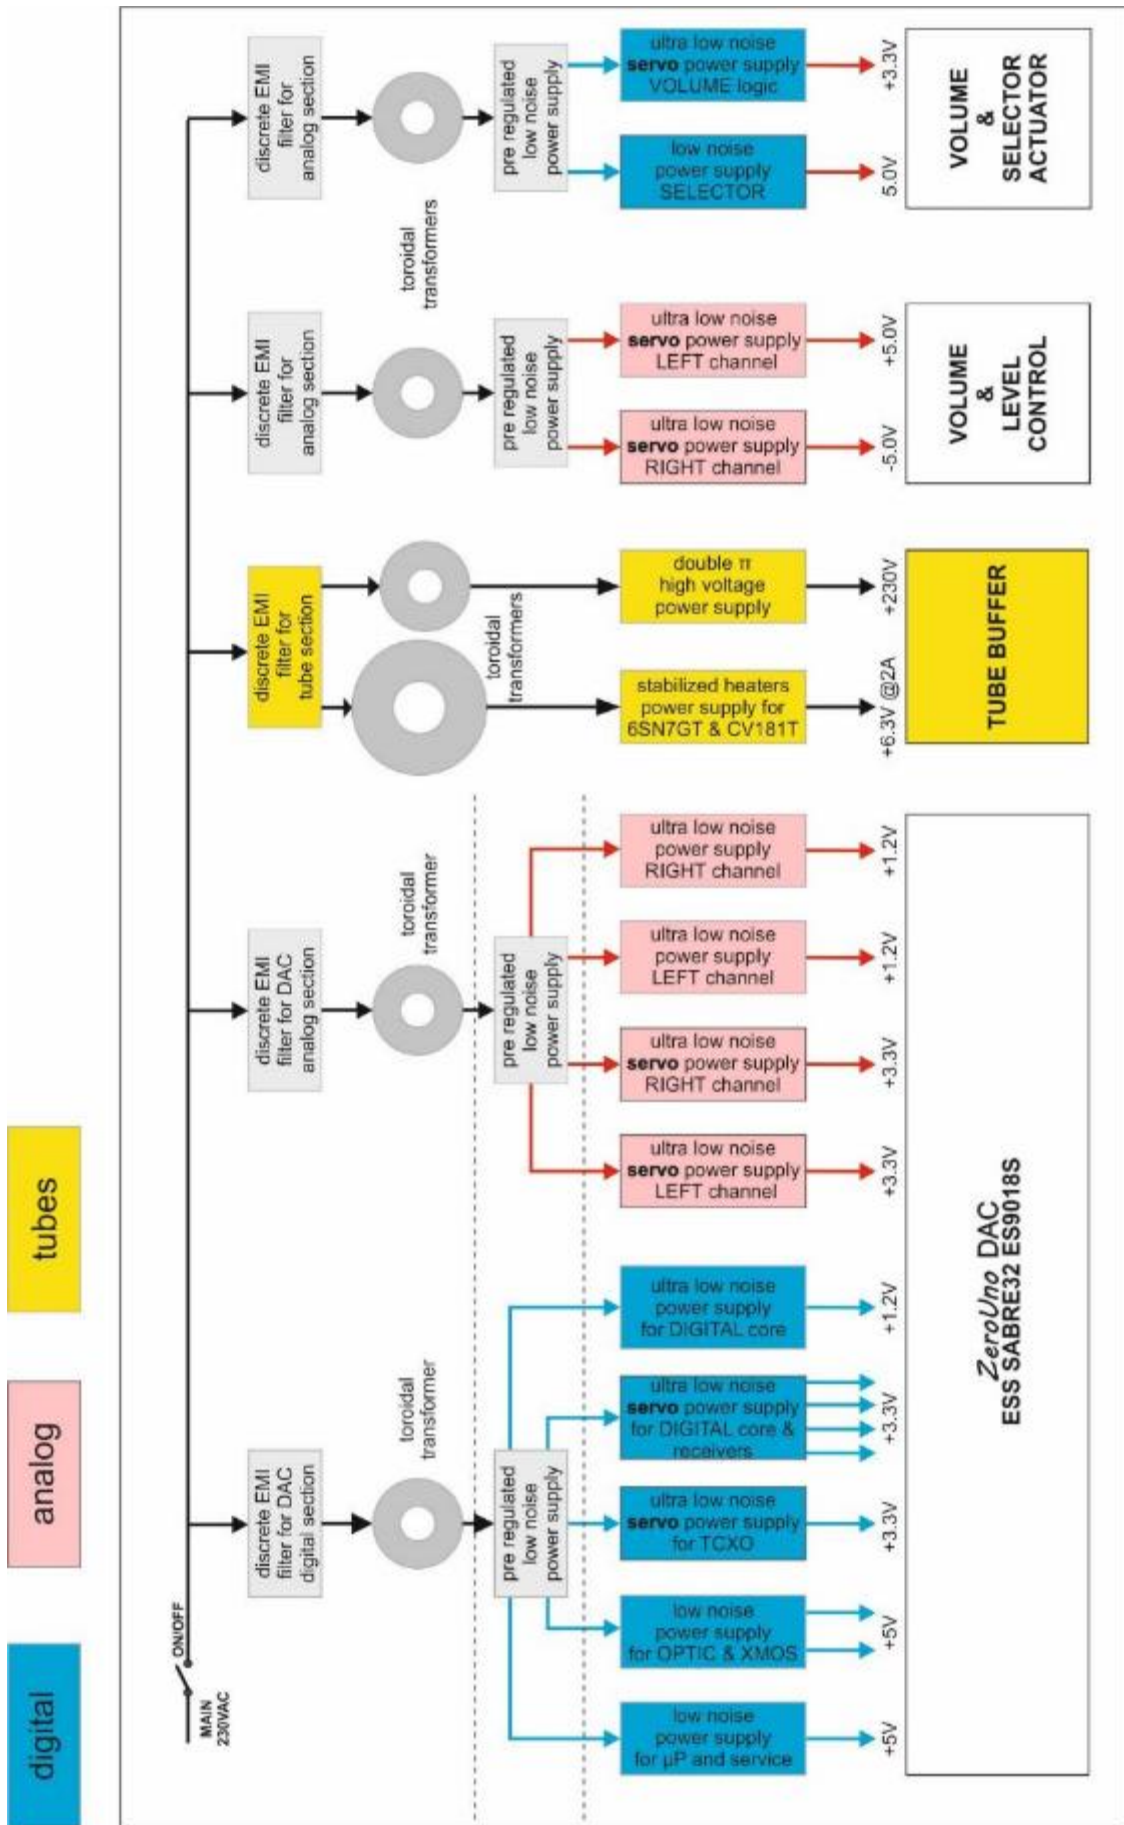 digital
analog
tubes
MAIN
230VAC
ON/OFF
discrete EMI
filter for DAC
digital section
discrete EMI
filter for DAC
analog section
discrete EMI
filter for
tube section
discrete EMI
filter for
analog section
discrete EMI
filter for
analog section
toroidal
transformer
toroidal
transformer
toroidal
transformers
toroidal
transformers
pre regulated
low noise
power supply
pre regulated
low noise
power supply
pre regulated
low noise
power supply
pre regulated
low noise
power supply
low noise
power supply
for µP and service
low noise
power supply
for OPTIC & XMOS
ultra low noise
servo power supply
for TCXO
ultra low noise
servo power supply
for DIGITAL core &
receivers
ultra low noise
power supply
for DIGITAL core
ultra low noise
servo power supply
LEFT channel
ultra low noise
servo power supply
RIGHT channel
ultra low noise
power supply
LEFT channel
ultra low noise
power supply
RIGHT channel
stabilized heaters
power supply for
6SN7GT & CV181T
double π
high voltage
power supply
ultra low noise
servo power supply
RIGHT channel
ultra low noise
servo power supply
LEFT channel
low noise
power supply
SELECTOR
ultra low noise
servo power supply
VOLUME logic
+5V
+5V
+3.3V
+3.3V
+1.2V
+3.3V
+3.3V
+1.2V
+1.2V
+6.3V @2A
+230V
-5.0V
+5.0V
5.0V
+3.3V
ZeroUno DAC
ESS SABRE32 ES9018S
TUBE BUFFER
VOLUME
&
LEVEL
CONTROL
VOLUME
&
SELECTOR
ACTUATOR